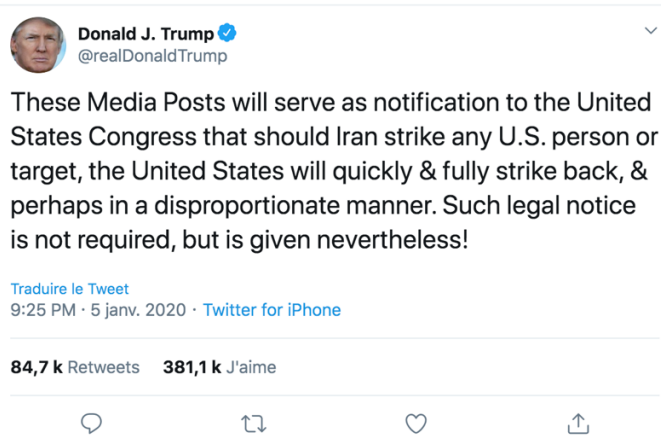 Donald J. Trump
@realDonaldTrump
These Media Posts will serve as notification to the United
States Congress that should Iran strike any U.S. person or
target, the United States will quickly & fully strike back, &
perhaps in a disproportionate manner. Such legal notice
is not required, but is given nevertheless!
Traduire le Tweet
9:25 PM · 5 janv. 2020 · Twitter for iPhone
84,7 k Retweets 381,1 k J'aime